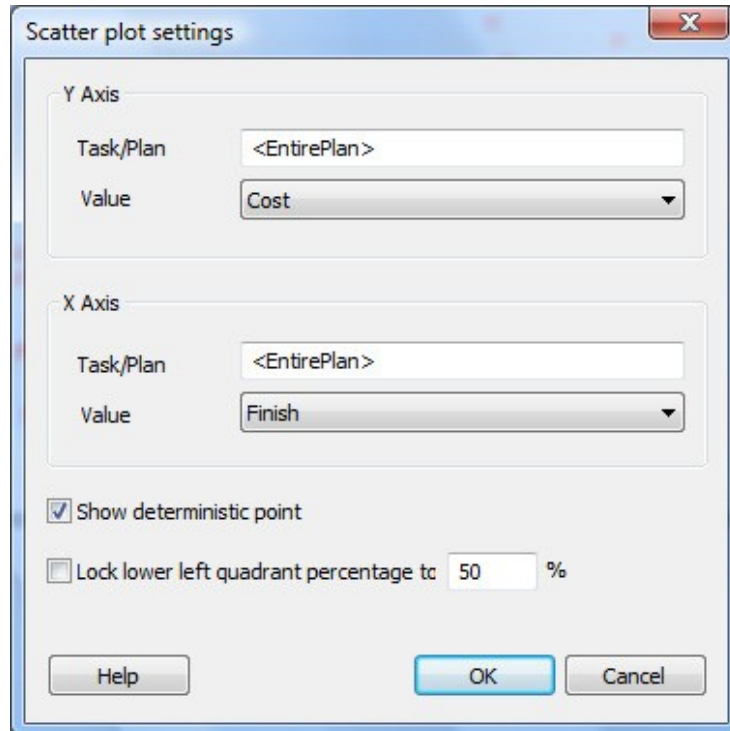 Scatter plot settings
Y Axis
Task/Plan <EntirePlan>
Value Cost
X Axis
Task/Plan <EntirePlan>
Value Finish
Show deterministic point
Lock lower left quadrant percentage to 50 %
Help OK Cancel